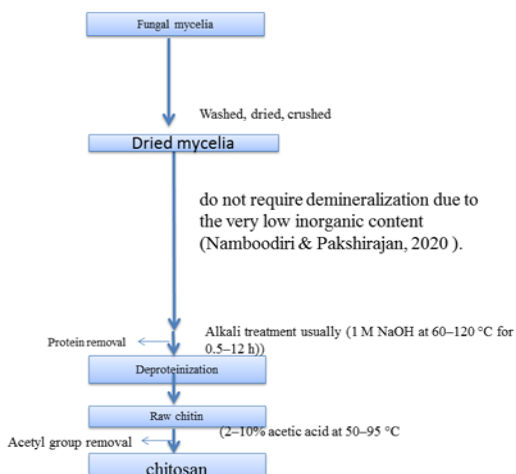 Fungal mycelia
Washed, dried, crushed
Dried mycelia
do not require demineralization due to
the very low inorganic content
(Namboodiri & Pakshirajan, 2020 ).
Alkali treatment usually (1 M NaOH at 60–120 °C for
0.5–12 h))
Protein removal
Deproteinization
Raw chitin
(2–10% acetic acid at 50–95 °C
Acetyl group removal
chitosan